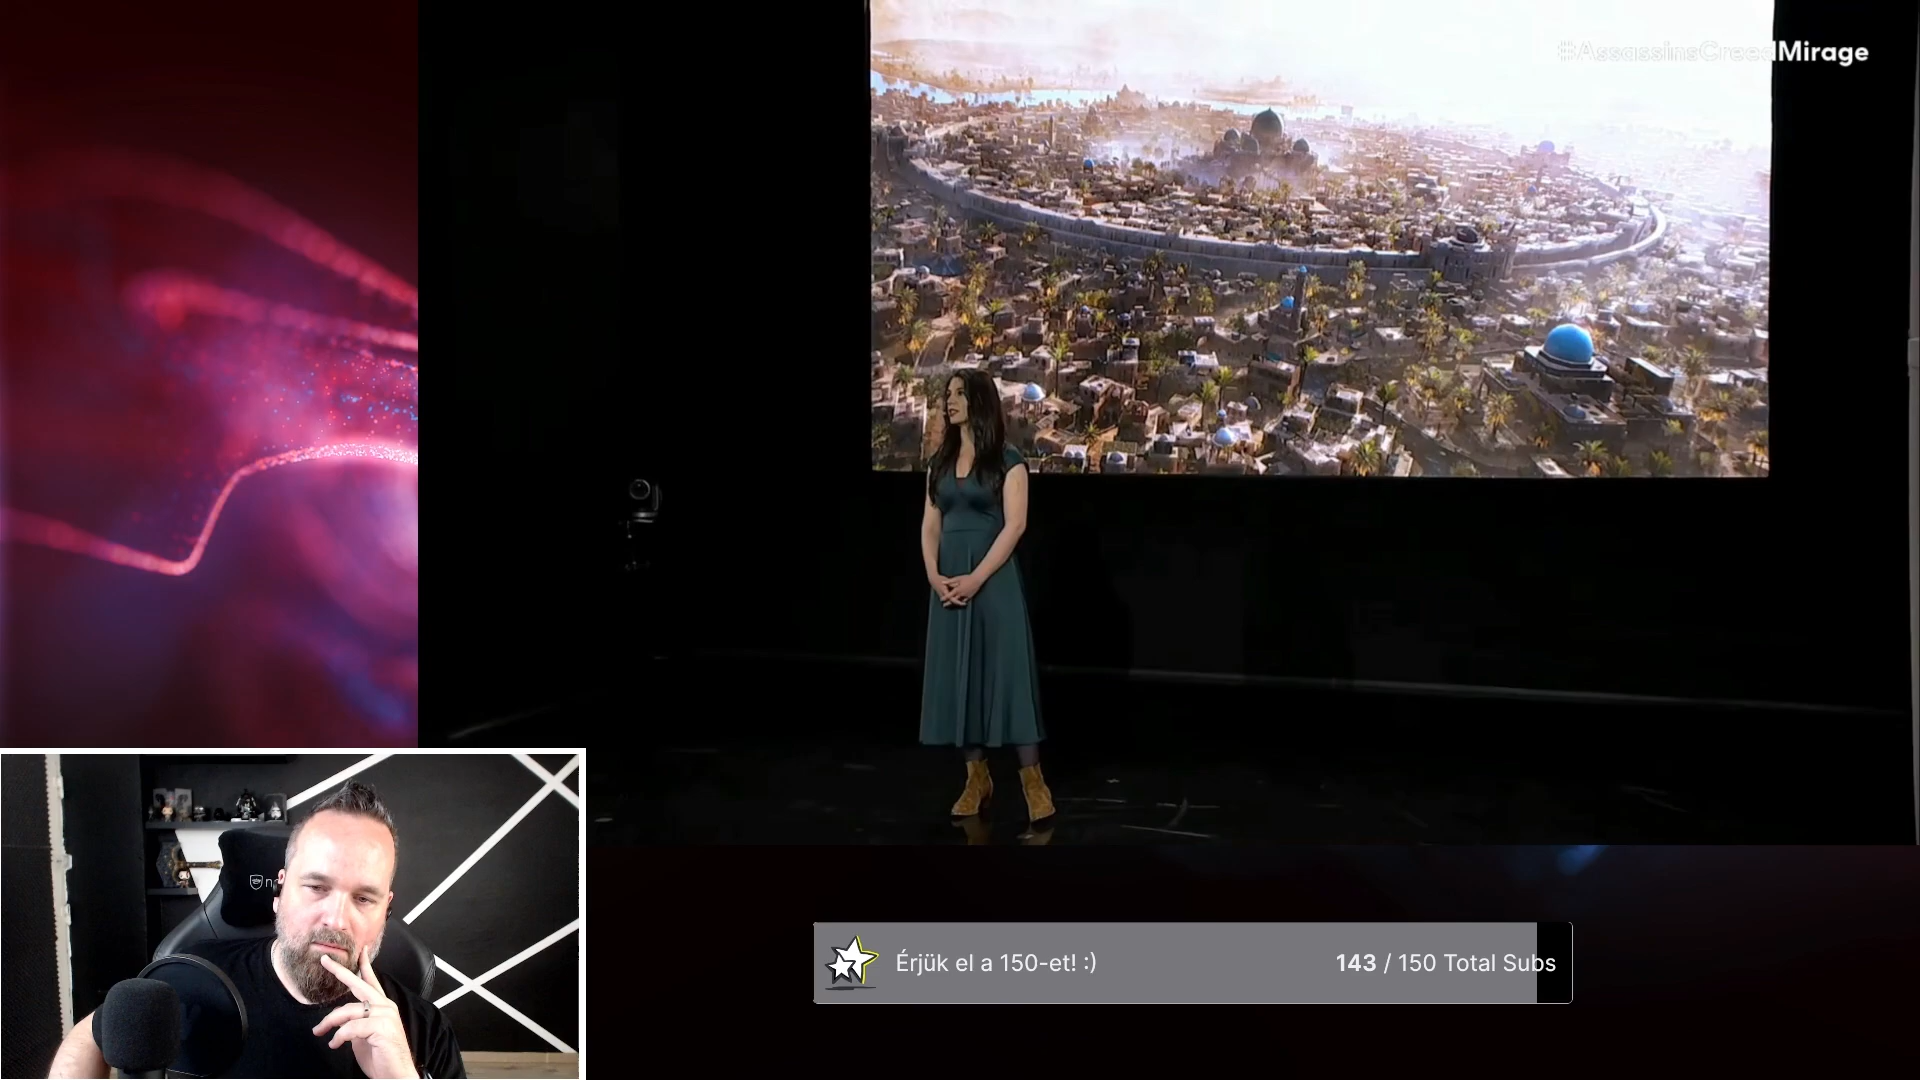 #AssassinsCreedMirage
Érjük el a 150-et! :)
143 / 150 Total Subs